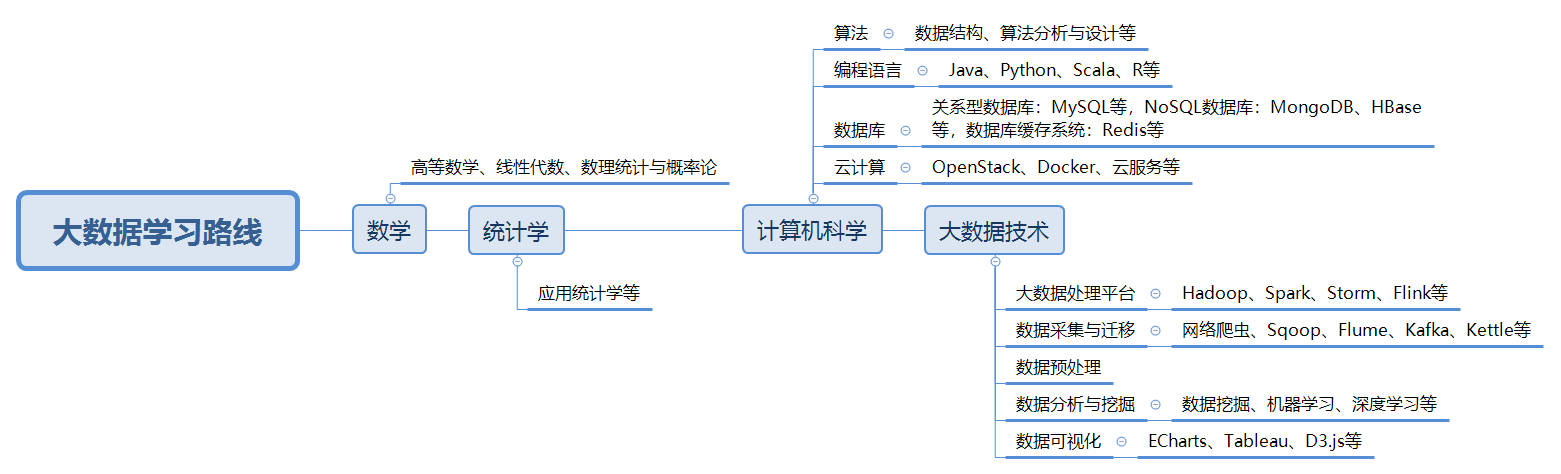 大数据学习路线
数学
高等数学、线性代数、数理统计与概率论
统计学
应用统计学等
计算机科学
算法
数据结构、算法分析与设计等
编程语言
Java、Python、Scala、R等
数据库
关系型数据库：MySQL等，NoSQL数据库：MongoDB、HBase
等，数据库缓存系统：Redis等
云计算
OpenStack、Docker、云服务等
大数据技术
大数据处理平台
Hadoop、Spark、Storm、Flink等
数据采集与迁移
网络爬虫、Sqoop、Flume、Kafka、Kettle等
数据预处理
数据分析与挖掘
数据挖掘、机器学习、深度学习等
数据可视化
ECharts、Tableau、D3.js等